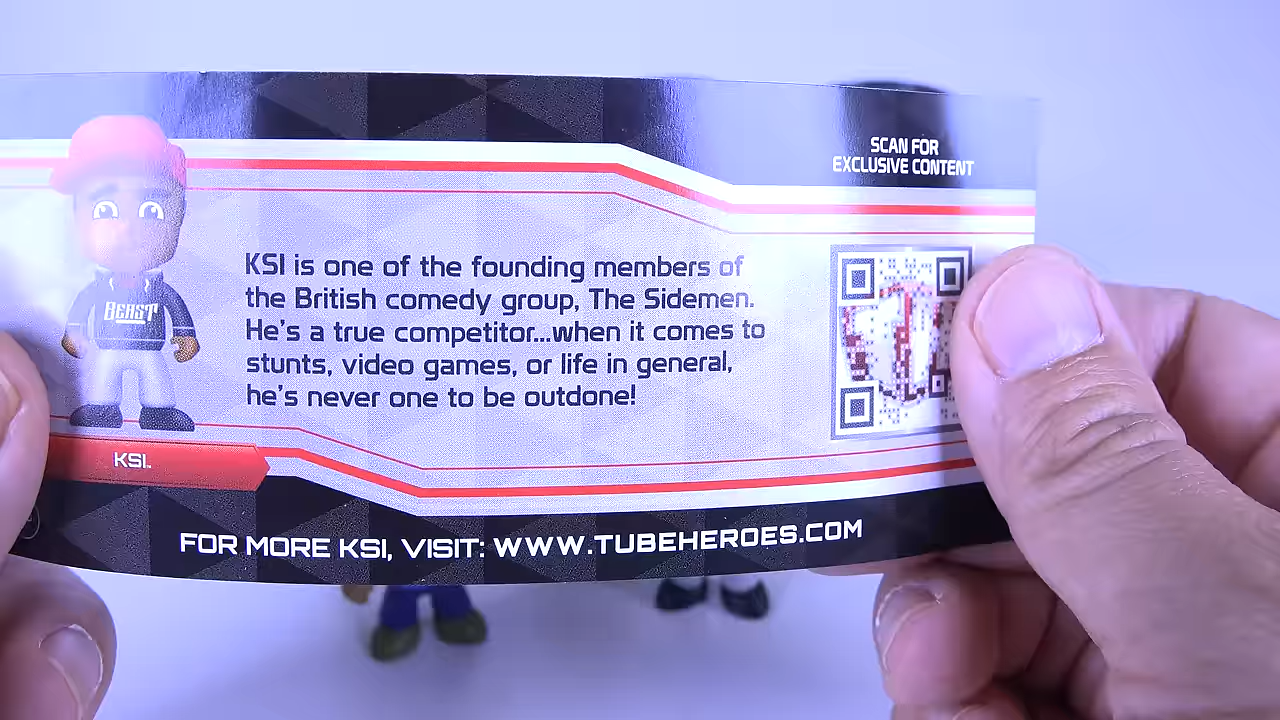 SCAN FOR
EXCLUSIVE CONTENT
BEAST
KSI is one of the founding members of
the British comedy group, The Sidemen.
He's a true competitor...when it comes to
stunts, video games, or life in general,
he's never one to be outdone!
KSI™
FOR MORE KSI, VISIT: WWW.TUBEHEROES.COM